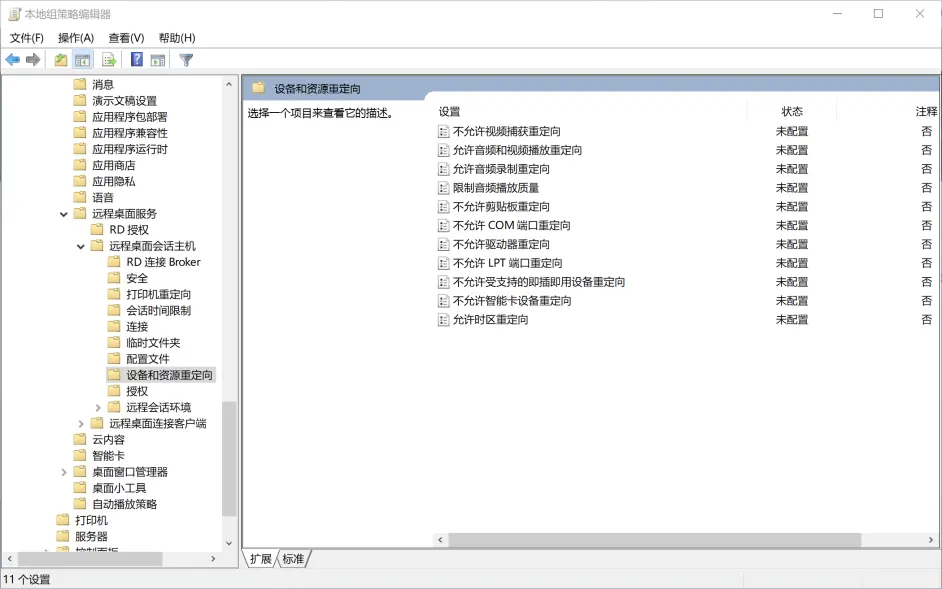 本地组策略编辑器
文件(F) 操作(A) 查看(V) 帮助(H)
消息
演示文稿设置
应用程序包部署
应用程序兼容性
应用程序运行时
应用商店
应用隐私
语音
远程桌面服务
RD 授权
远程桌面会话主机
RD 连接 Broker
安全
打印机重定向
会话时间限制
连接
临时文件夹
配置文件
设备和资源重定向
授权
远程会话环境
远程桌面连接客户端
云内容
智能卡
桌面窗口管理器
桌面小工具
自动播放策略
打印机
服务器
控制面板
设备和资源重定向
选择一个项目来查看它的描述。
设置 状态 注释
不允许视频捕获重定向 未配置 否
允许音频和视频播放重定向 未配置 否
允许音频录制重定向 未配置 否
限制音频播放质量 未配置 否
不允许剪贴板重定向 未配置 否
不允许 COM 端口重定向 未配置 否
不允许驱动器重定向 未配置 否
不允许 LPT 端口重定向 未配置 否
不允许受支持的即插即用设备重定向 未配置 否
不允许智能卡设备重定向 未配置 否
允许时区重定向 未配置 否
扩展 标准
11 个设置